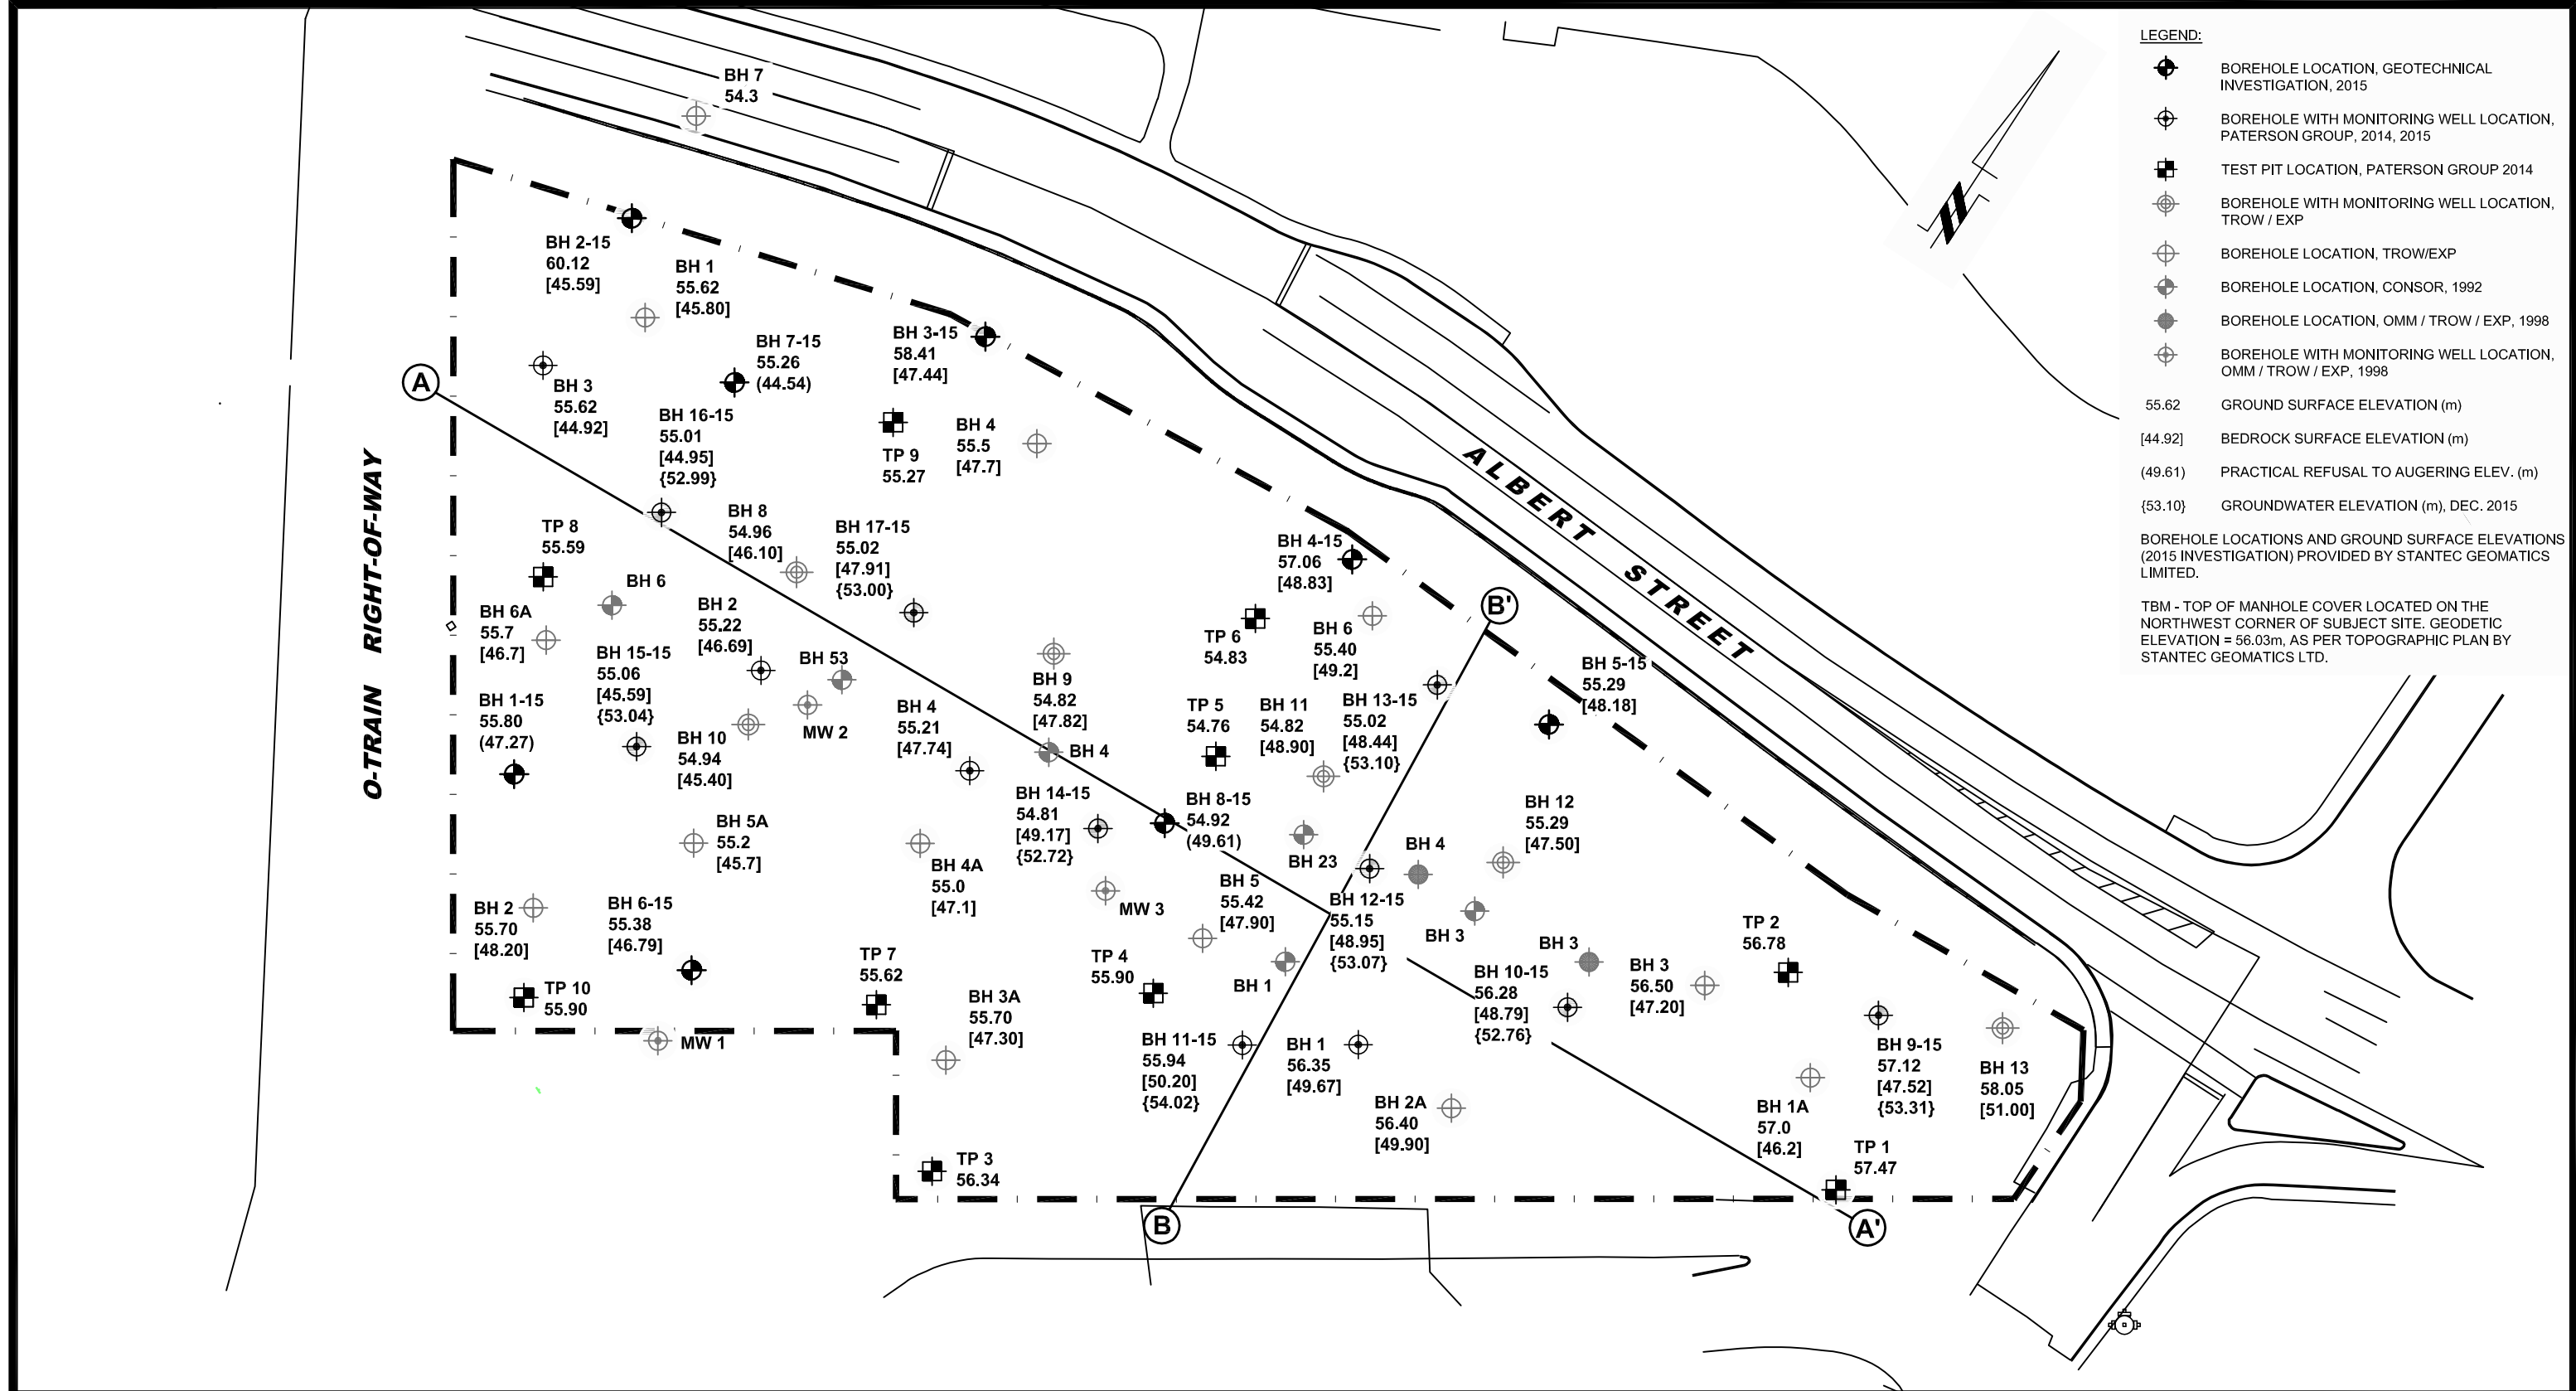 BH 7
54.3
BH 2-15
60.12
[45.59]
BH 1
55.62
[45.80]
BH 7-15
55.26
(44.54)
BH 3-15
58.41
[47.44]
A
BH 3
55.62
[44.92]
BH 16-15
55.01
[44.95]
{52.99}
TP 9
55.27
BH 4
55.5
[47.7]
O-TRAIN RIGHT-OF-WAY
ALBERT STREET
TP 8
55.59
BH 8
54.96
[46.10]
BH 17-15
55.02
[47.91]
{53.00}
BH 4-15
57.06
[48.83]
BH 6
BH 6A
55.7
[46.7]
BH 2
55.22
[46.69]
BH 15-15
55.06
[45.59]
{53.04}
BH 53
MW 2
TP 6
54.83
BH 6
55.40
[49.2]
B'
BH 9
54.82
[47.82]
BH 5-15
55.29
[48.18]
BH 1-15
55.80
(47.27)
BH 10
54.94
[45.40]
BH 4
55.21
[47.74]
BH 4
TP 5
54.76
BH 11
54.82
[48.90]
BH 13-15
55.02
[48.44]
{53.10}
BH 14-15
54.81
[49.17]
{52.72}
BH 8-15
54.92
(49.61)
BH 12
55.29
[47.50]
BH 5A
55.2
[45.7]
BH 4A
55.0
[47.1]
BH 23
BH 4
MW 3
BH 5
55.42
[47.90]
BH 12-15
55.15
[48.95]
{53.07}
BH 3
BH 2
55.70
[48.20]
BH 6-15
55.38
[46.79]
TP 7
55.62
TP 4
55.90
BH 1
BH 3
BH 10-15
56.28
[48.79]
{52.76}
BH 3
56.50
[47.20]
TP 2
56.78
TP 10
55.90
BH 3A
55.70
[47.30]
MW 1
BH 11-15
55.94
[50.20]
{54.02}
BH 1
56.35
[49.67]
BH 2A
56.40
[49.90]
BH 1A
57.0
[46.2]
BH 9-15
57.12
[47.52]
{53.31}
BH 13
58.05
[51.00]
TP 3
56.34
TP 1
57.47
B
A'
LEGEND:
BOREHOLE LOCATION, GEOTECHNICAL
INVESTIGATION, 2015
BOREHOLE WITH MONITORING WELL LOCATION,
PATERSON GROUP, 2014, 2015
TEST PIT LOCATION, PATERSON GROUP 2014
BOREHOLE WITH MONITORING WELL LOCATION,
TROW / EXP
BOREHOLE LOCATION, TROW/EXP
BOREHOLE LOCATION, CONSOR, 1992
BOREHOLE LOCATION, OMM / TROW / EXP, 1998
BOREHOLE WITH MONITORING WELL LOCATION,
OMM / TROW / EXP, 1998
55.62 GROUND SURFACE ELEVATION (m)
[44.92] BEDROCK SURFACE ELEVATION (m)
(49.61) PRACTICAL REFUSAL TO AUGERING ELEV. (m)
{53.10} GROUNDWATER ELEVATION (m), DEC. 2015
BOREHOLE LOCATIONS AND GROUND SURFACE ELEVATIONS
(2015 INVESTIGATION) PROVIDED BY STANTEC GEOMATICS
LIMITED.
TBM - TOP OF MANHOLE COVER LOCATED ON THE
NORTHWEST CORNER OF SUBJECT SITE. GEODETIC
ELEVATION = 56.03m, AS PER TOPOGRAPHIC PLAN BY
STANTEC GEOMATICS LTD.